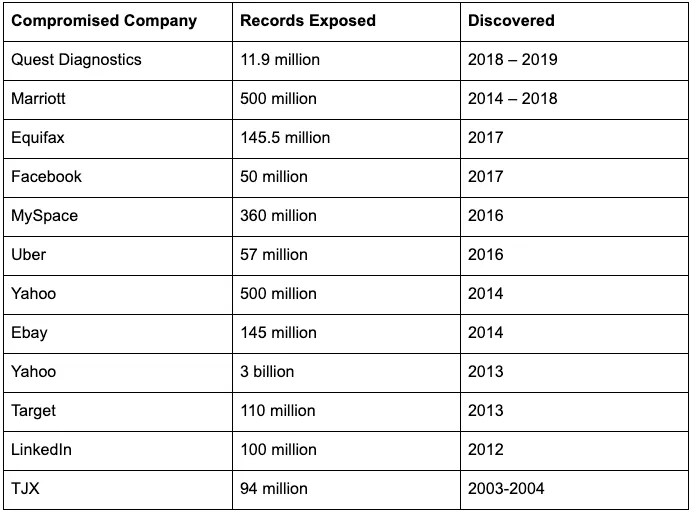 Compromised Company Records Exposed Discovered
Quest Diagnostics 11.9 million 2018 – 2019
Marriott 500 million 2014 – 2018
Equifax 145.5 million 2017
Facebook 50 million 2017
MySpace 360 million 2016
Uber 57 million 2016
Yahoo 500 million 2014
Ebay 145 million 2014
Yahoo 3 billion 2013
Target 110 million 2013
LinkedIn 100 million 2012
TJX 94 million 2003-2004